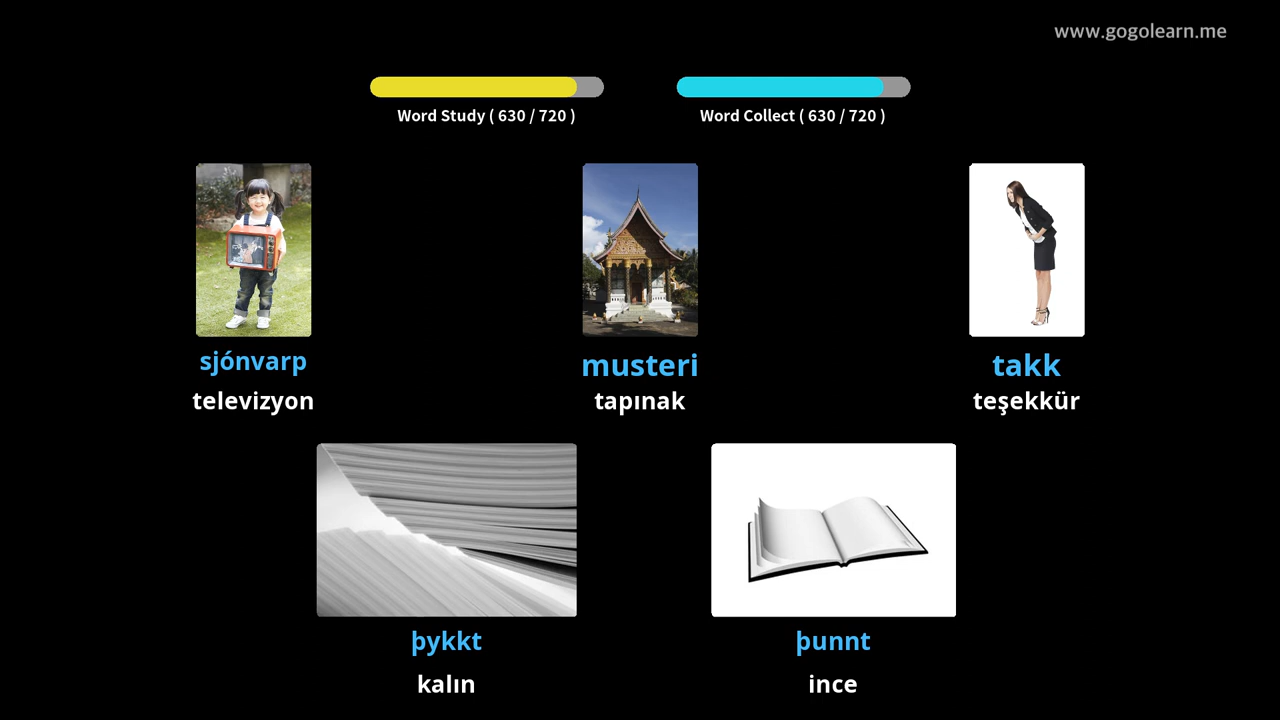 www.gogolearn.me
Word Study ( 630 / 720 )
Word Collect ( 630 / 720 )
sjónvarp
televizyon
musteri
tapınak
takk
teşekkür
þykkt
kalın
þunnt
ince